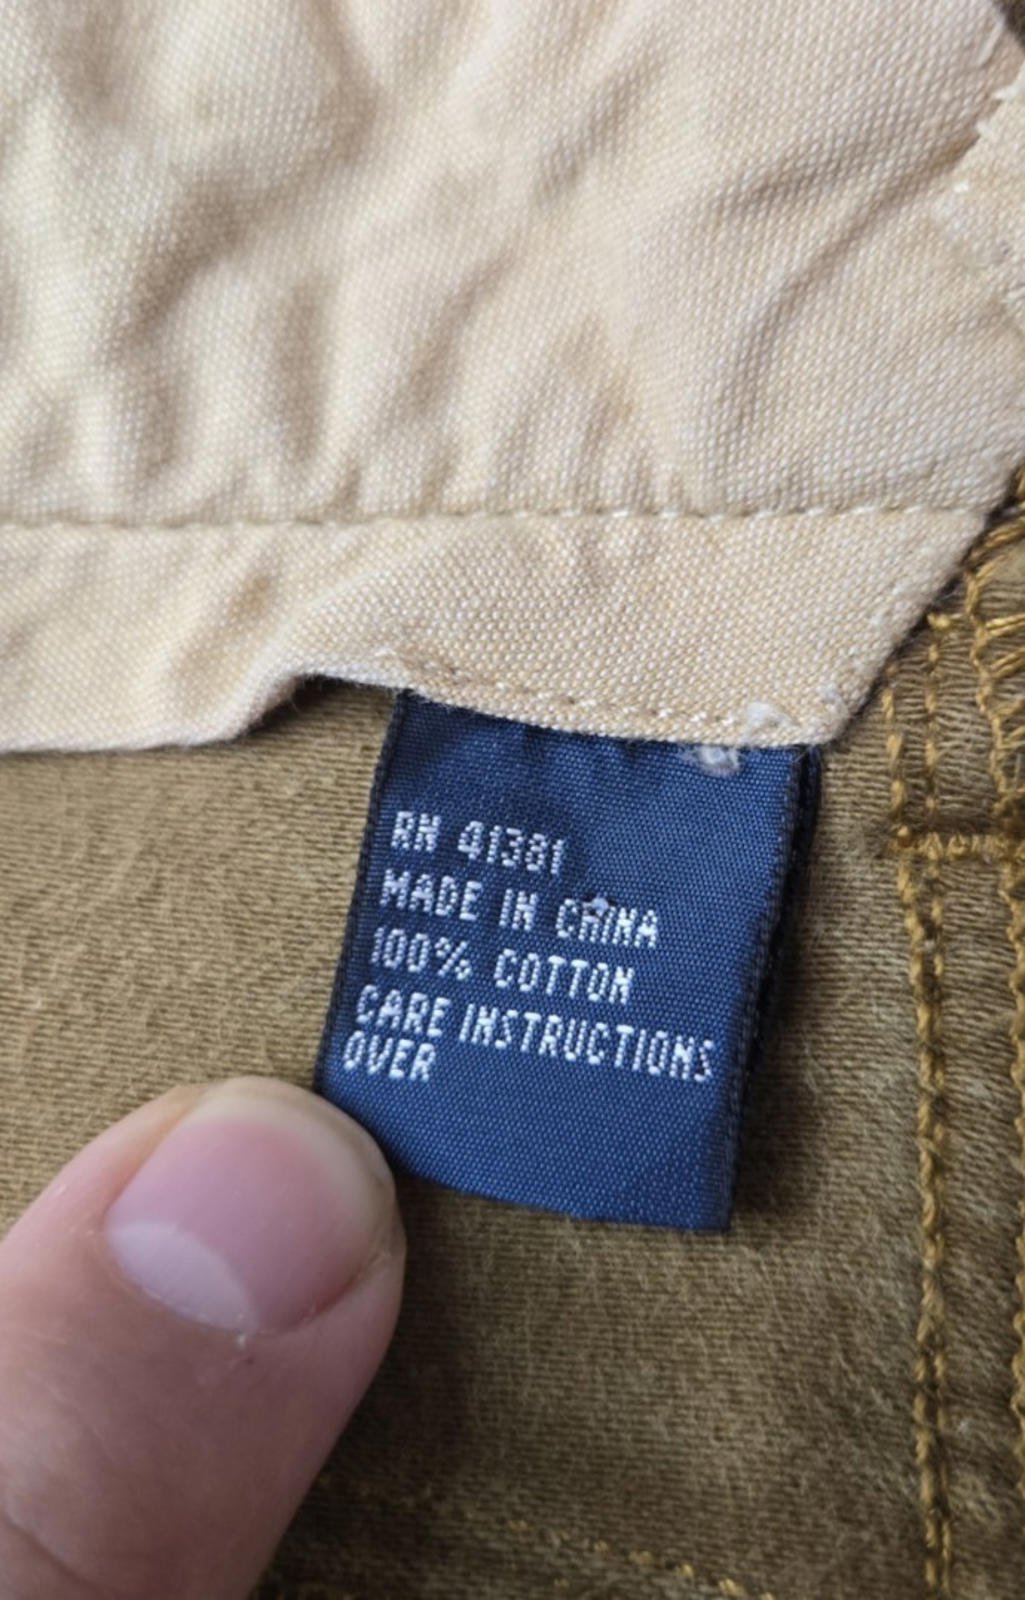 RN 41381
MADE IN CHINA
100% COTTON
CARE INSTRUCTIONS
OVER